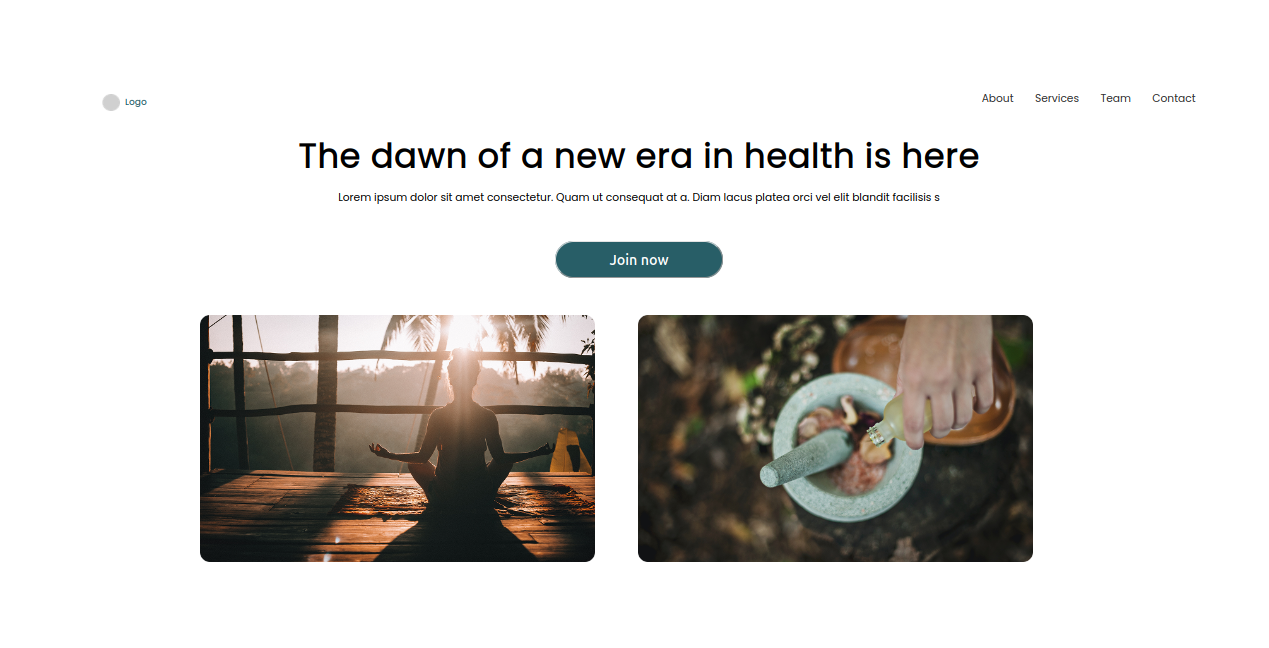 Logo
About Services Team Contact
The dawn of a new era in health is here
Lorem ipsum dolor sit amet consectetur. Quam ut consequat at a. Diam lacus platea orci vel elit blandit facilisis s
Join now